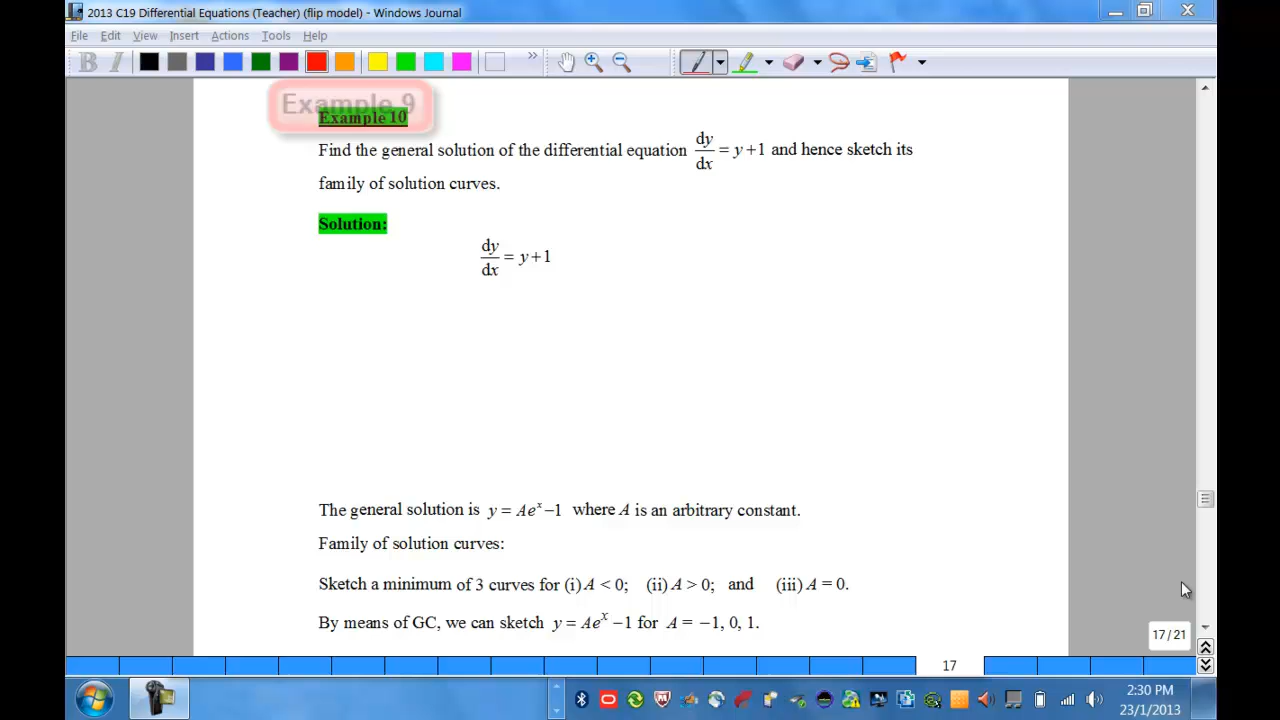 2013 C19 Differential Equations (Teacher) (flip model) - Windows Journal
File Edit View Insert Actions Tools Help
B I
Example 9
Example 10
Find the general solution of the differential equation dy/dx = y+1 and hence sketch its
family of solution curves.
Solution:
dy/dx = y+1
The general solution is y = Ae^x −1 where A is an arbitrary constant.
Family of solution curves:
Sketch a minimum of 3 curves for (i) A < 0; (ii) A > 0; and (iii) A = 0.
By means of GC, we can sketch y = Ae^x −1 for A = −1, 0, 1.
17 / 21
17
2:30 PM
23/1/2013